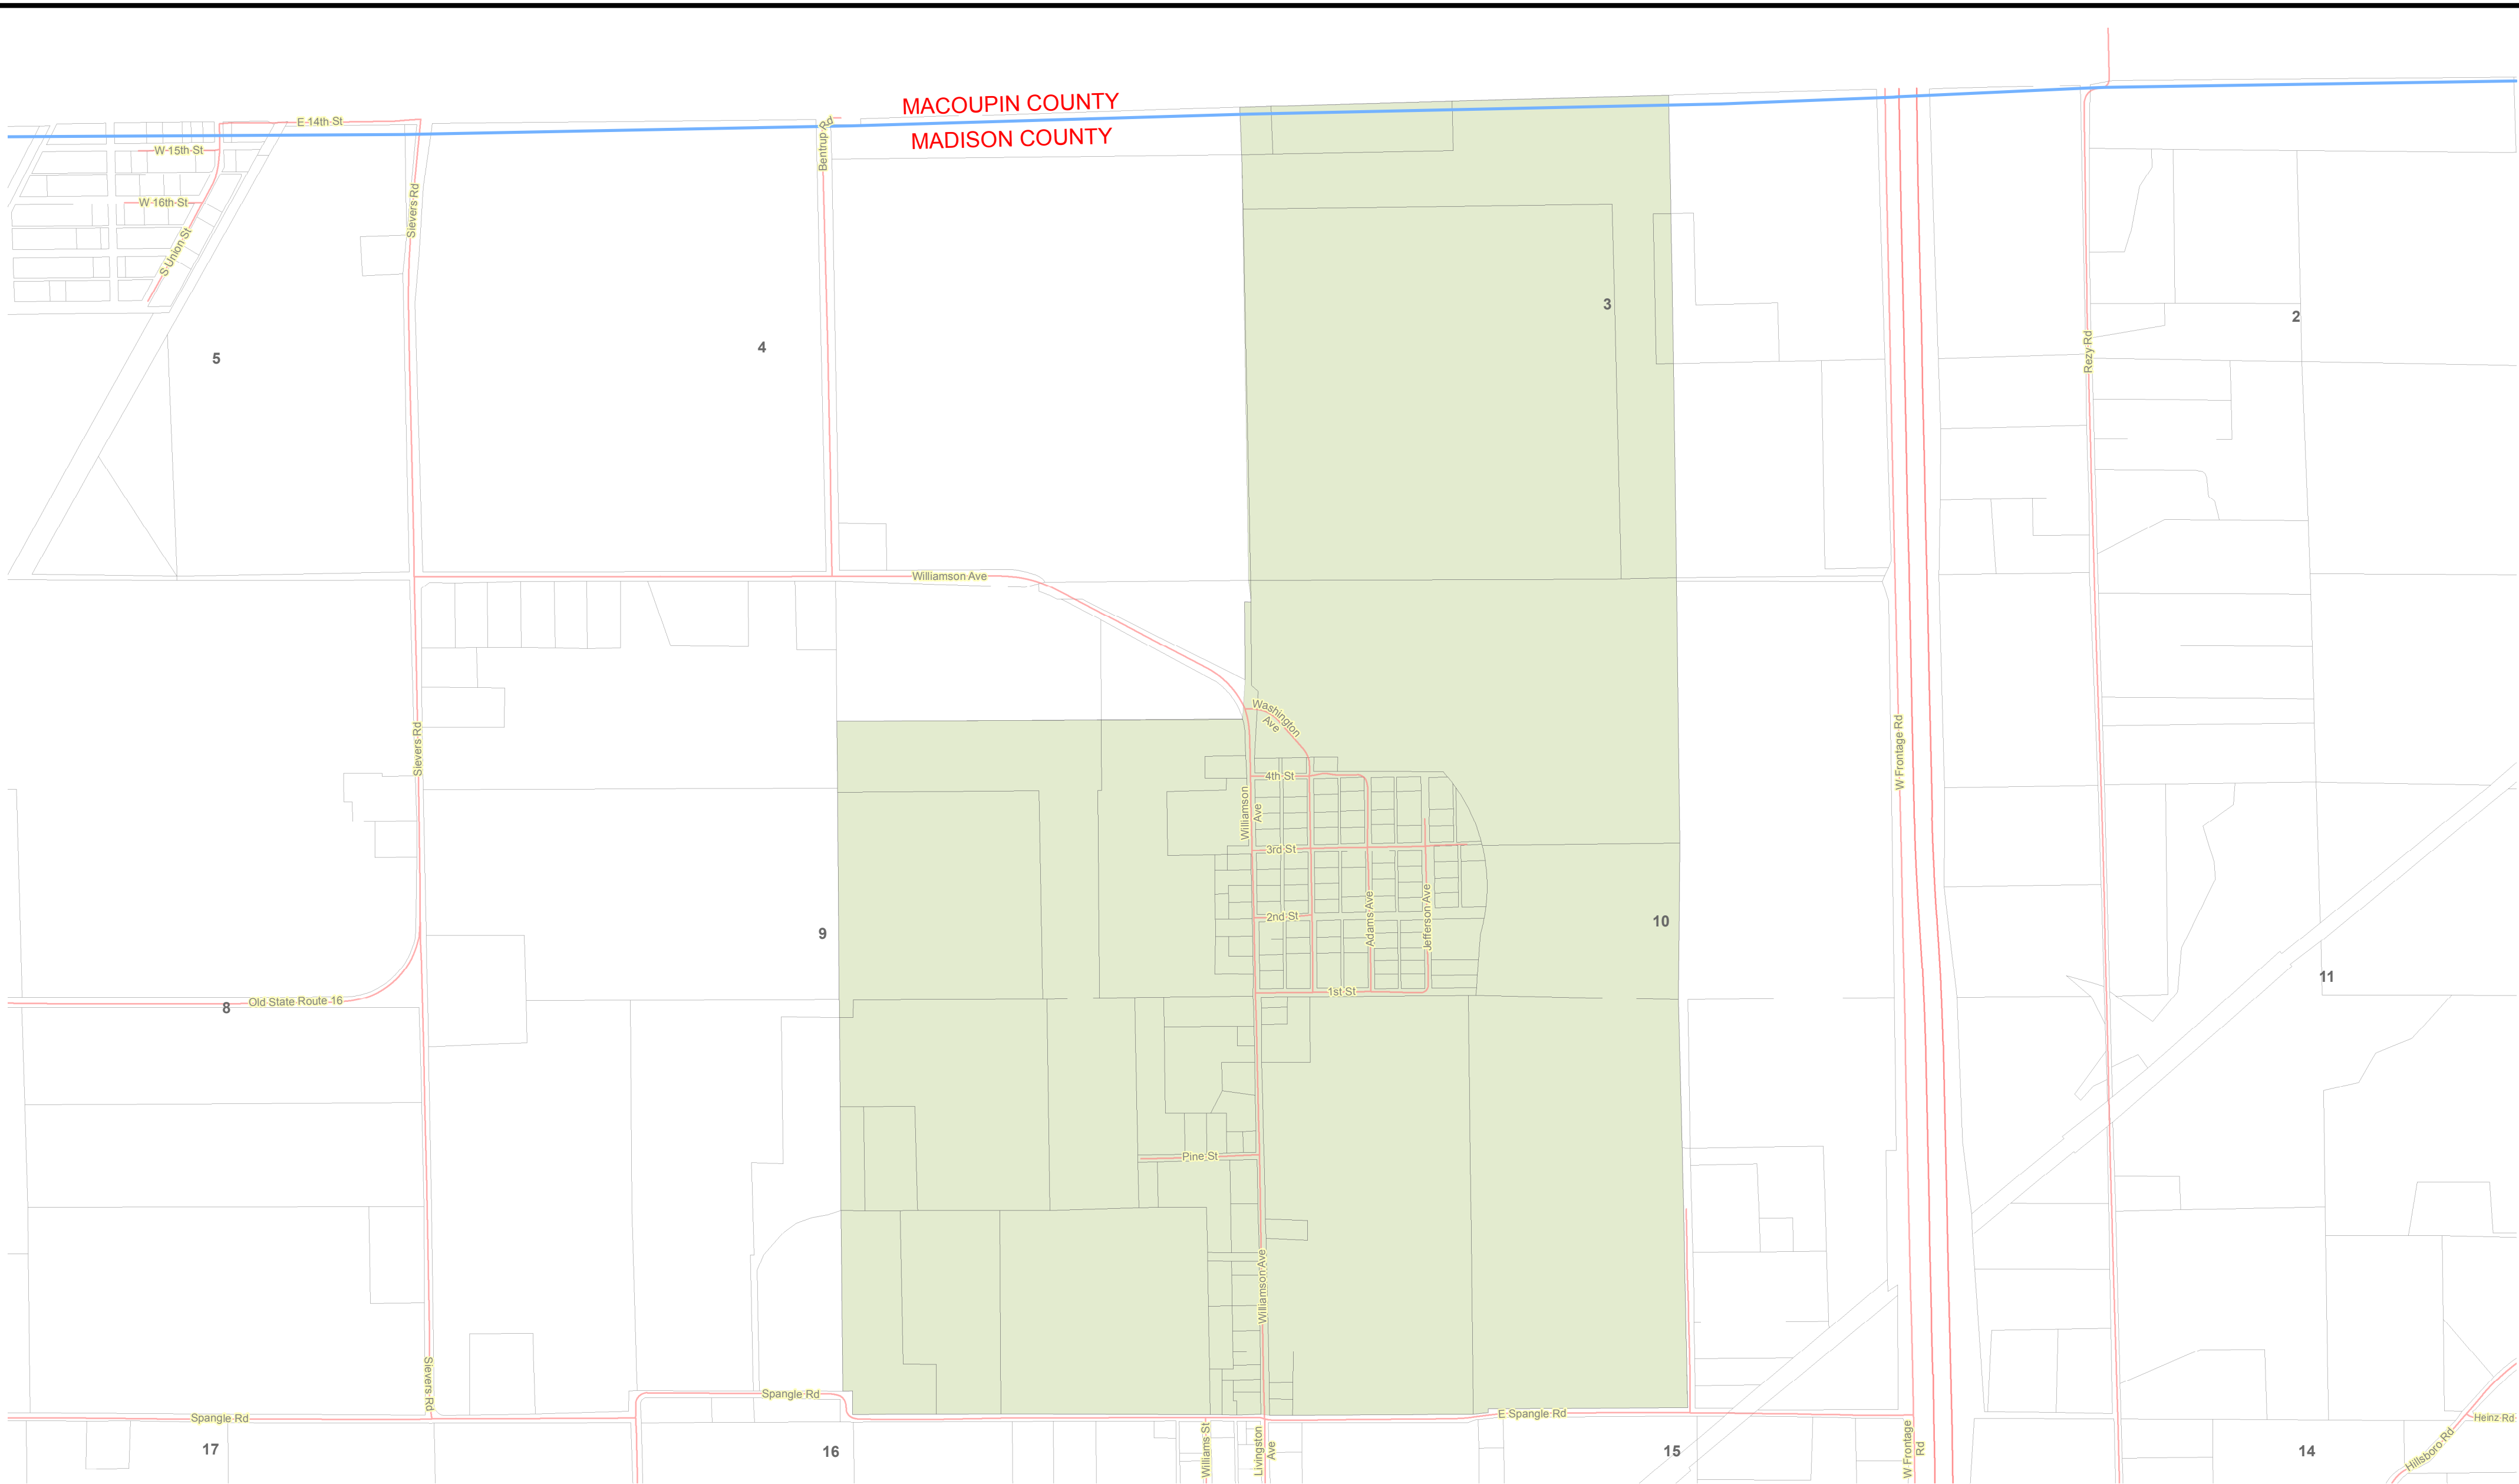 MACOUPIN COUNTY
MADISON COUNTY
E 14th St
W 15th St
W 16th St
S Union St
Sievers Rd
Bentrup Rd
3
2
Rezy Rd
5
4
Williamson Ave
Washington
Ave
Sievers Rd
W Frontage Rd
4th St
Williamson
Ave
3rd St
2nd St
Adams Ave
Jefferson Ave
10
9
11
Old State Route 16
8
1st St
Pine St
Williamson Ave
Sievers Rd
Spangle Rd
Spangle Rd
E Spangle Rd
Heinz Rd
Hillsboro Rd
17
16
Williams St
Livingston
Ave
15
W Frontage
Rd
14